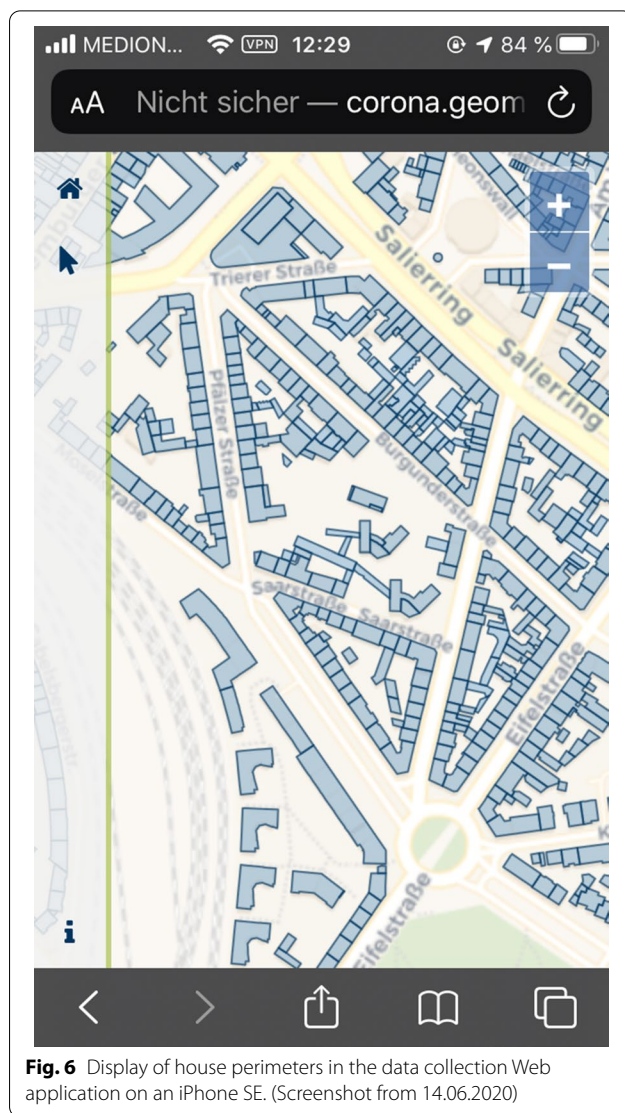 MEDION... VPN 12:29 84 %
AA Nicht sicher — corona.geom
Trierer Straße
Salierring
Salierring
Pfälzer Straße
Burgunderstraße
Saarstraße Saarstraße
Eifelstraße
Eifelstraße
+
−
i
Fig. 6 Display of house perimeters in the data collection Web
application on an iPhone SE. (Screenshot from 14.06.2020)